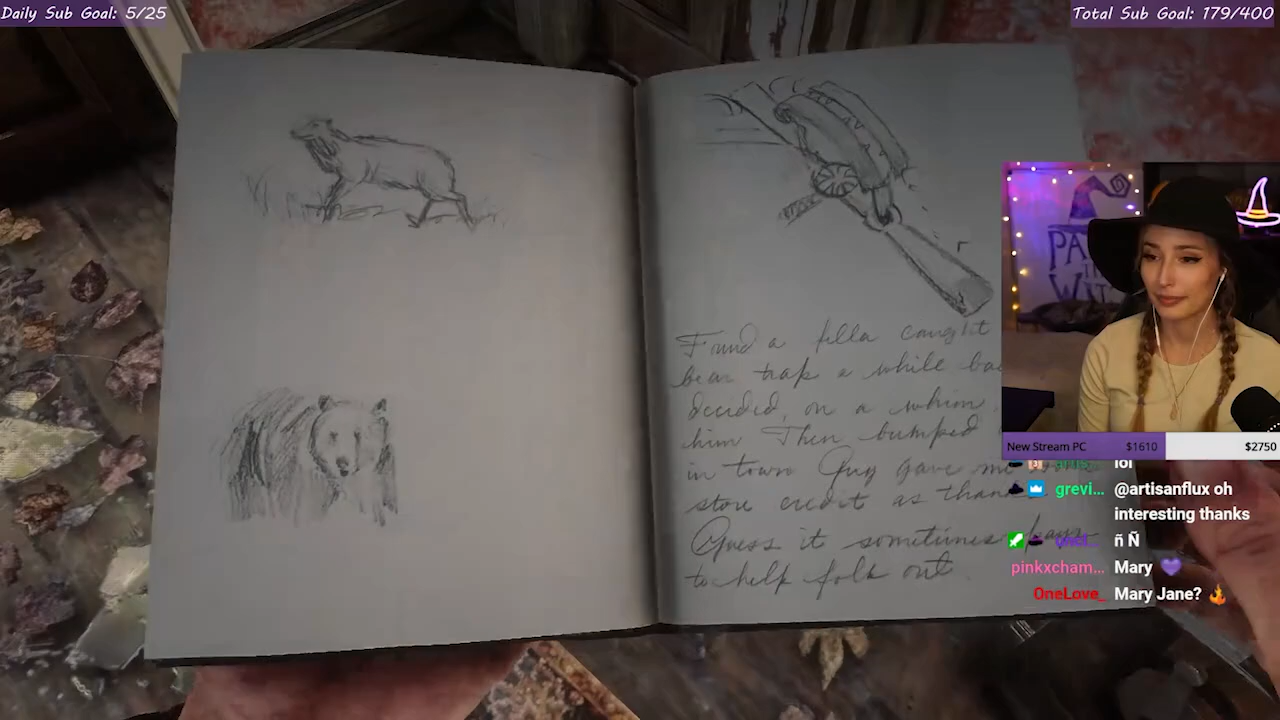 Daily Sub Goal: 5/25
Total Sub Goal: 179/400
Found a fella caught
bear trap a while
decided, on a whim
him Then bumped
in town Guy gave me
store credit as
Guess it sometimes pays
to help folk out.
New Stream PC $1610 $2750
lol
grevi... @artisanflux oh
interesting thanks
ñ Ñ
pinkxcham... Mary 💜
OneLove_ Mary Jane? 🔥